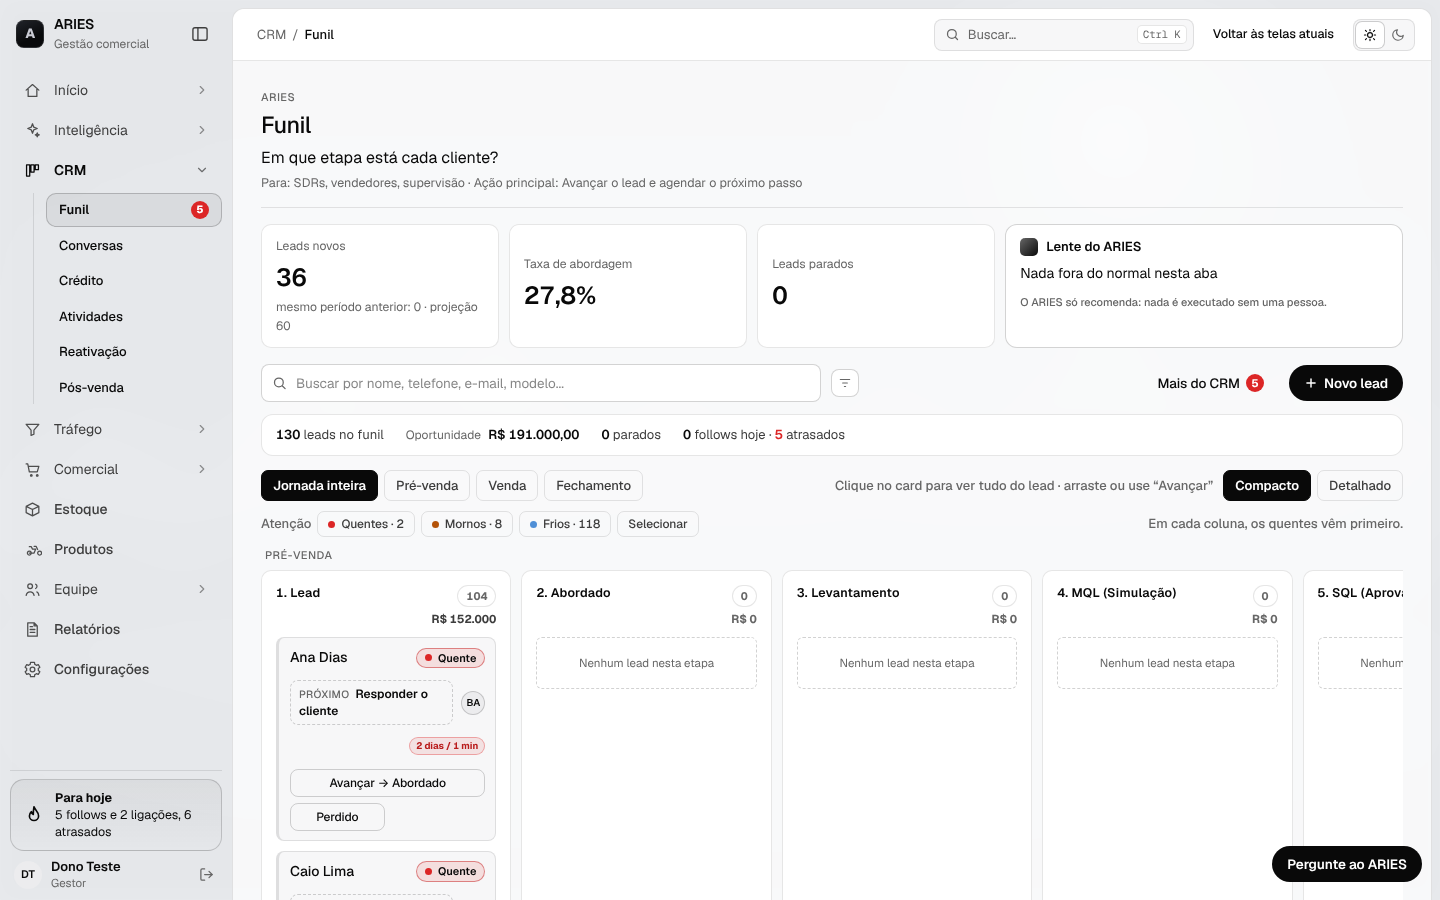 A
ARIES
Gestão comercial
Início
Inteligência
CRM
Funil
5
Conversas
Crédito
Atividades
Reativação
Pós-venda
Tráfego
Comercial
Estoque
Produtos
Equipe
Relatórios
Configurações
Para hoje
5 follows e 2 ligações, 6
atrasados
DT
Dono Teste
Gestor
CRM / Funil
Buscar...
Ctrl K
Voltar às telas atuais
ARIES
Funil
Em que etapa está cada cliente?
Para: SDRs, vendedores, supervisão · Ação principal: Avançar o lead e agendar o próximo passo
Leads novos
36
mesmo período anterior: 0 · projeção
60
Taxa de abordagem
27,8%
Leads parados
0
Lente do ARIES
Nada fora do normal nesta aba
O ARIES só recomenda: nada é executado sem uma pessoa.
Buscar por nome, telefone, e-mail, modelo...
Mais do CRM 5
+ Novo lead
130 leads no funil Oportunidade R$ 191.000,00 0 parados 0 follows hoje · 5 atrasados
Jornada inteira
Pré-venda
Venda
Fechamento
Clique no card para ver tudo do lead · arraste ou use “Avançar”
Compacto
Detalhado
Atenção
Quentes · 2
Mornos · 8
Frios · 118
Selecionar
Em cada coluna, os quentes vêm primeiro.
PRÉ-VENDA
1. Lead
104
R$ 152.000
Ana Dias
Quente
PRÓXIMO Responder o
cliente
BA
2 dias / 1 min
Avançar → Abordado
Perdido
Caio Lima
Quente
2. Abordado
0
R$ 0
Nenhum lead nesta etapa
3. Levantamento
0
R$ 0
Nenhum lead nesta etapa
4. MQL (Simulação)
0
R$ 0
Nenhum lead nesta etapa
5. SQL (Aprova
Nenhum
Pergunte ao ARIES